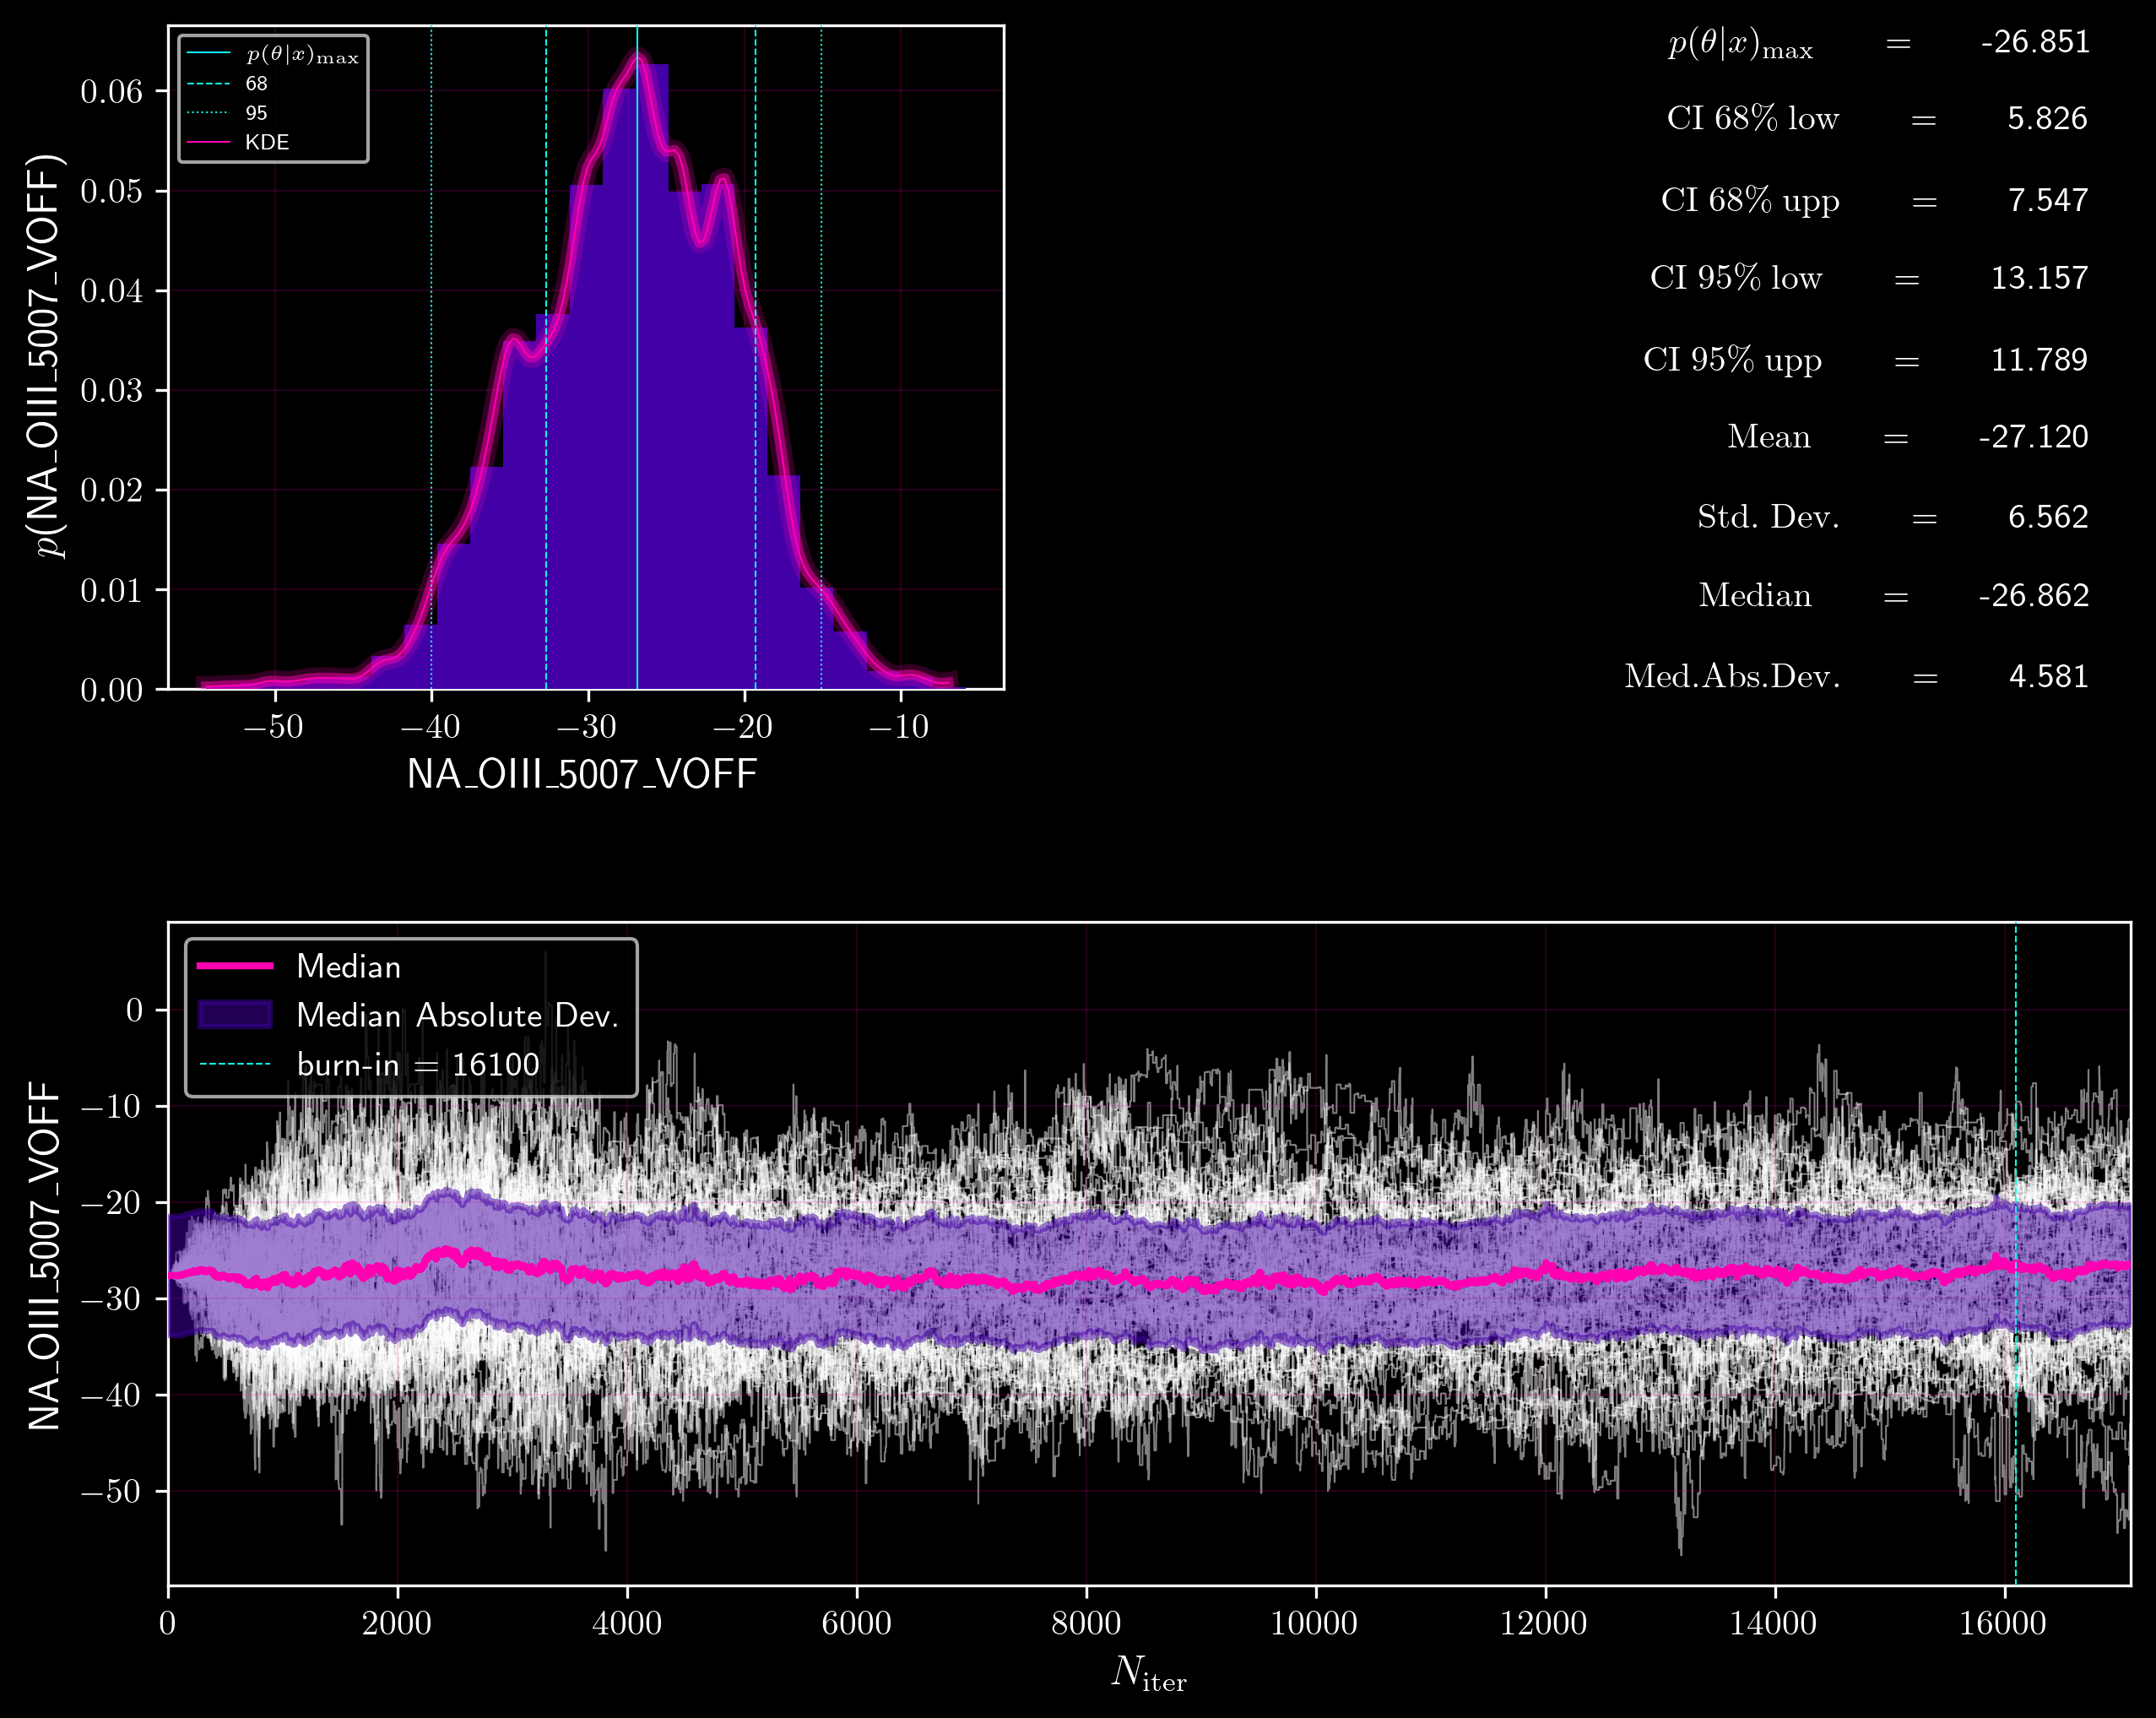 p(θ|x)max
68
95
KDE
0.06
0.05
0.04
0.03
0.02
0.01
0.00
p(NA_OIII_5007_VOFF)
−50 −40 −30 −20 −10
NA_OIII_5007_VOFF
p(θ|x)max = -26.851
CI 68% low = 5.826
CI 68% upp = 7.547
CI 95% low = 13.157
CI 95% upp = 11.789
Mean = -27.120
Std. Dev. = 6.562
Median = -26.862
Med.Abs.Dev. = 4.581
Median
Median Absolute Dev.
burn-in = 16100
0
−10
−20
−30
−40
−50
NA_OIII_5007_VOFF
0 2000 4000 6000 8000 10000 12000 14000 16000
Niter